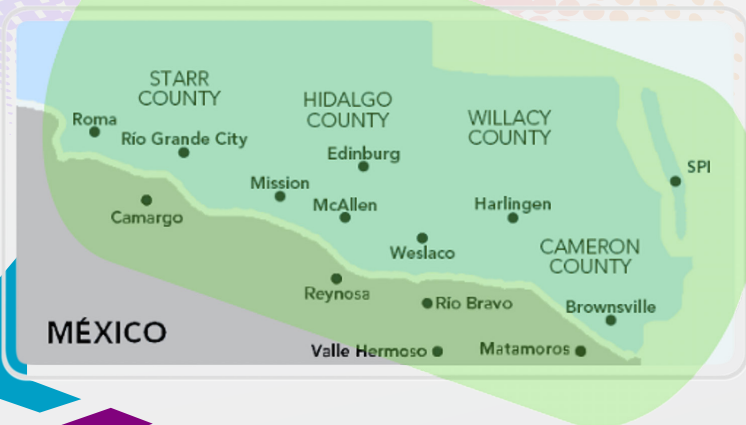 STARR
COUNTY
HIDALGO
COUNTY
WILLACY
COUNTY
Roma
Río Grande City
Edinburg
SPI
Mission
McAllen
Harlingen
Camargo
Weslaco
CAMERON
COUNTY
Reynosa
Río Bravo
Brownsville
MÉXICO
Valle Hermoso
Matamoros